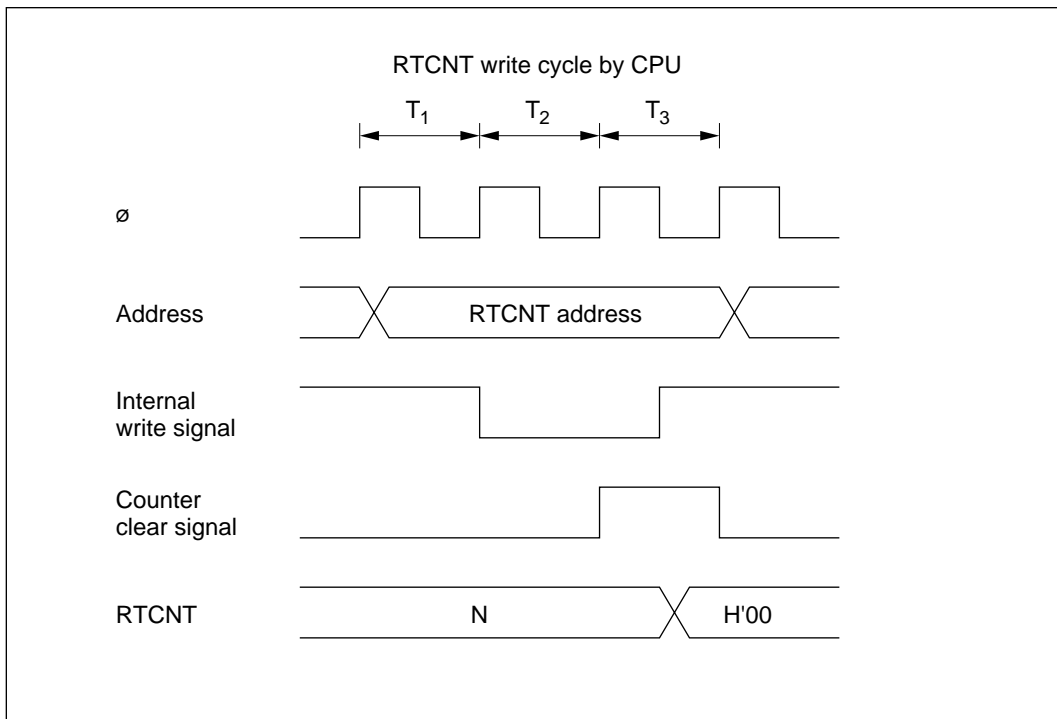 RTCNT write cycle by CPU
T1 T2 T3
ø
Address RTCNT address
Internal
write signal
Counter
clear signal
RTCNT N H'00